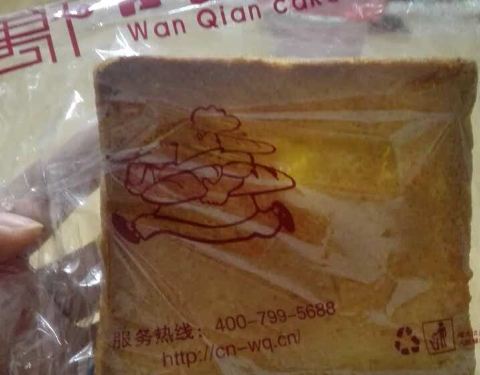 Wan Qian Cake
服务热线：400-799-5688
http://cn-wq.cn/